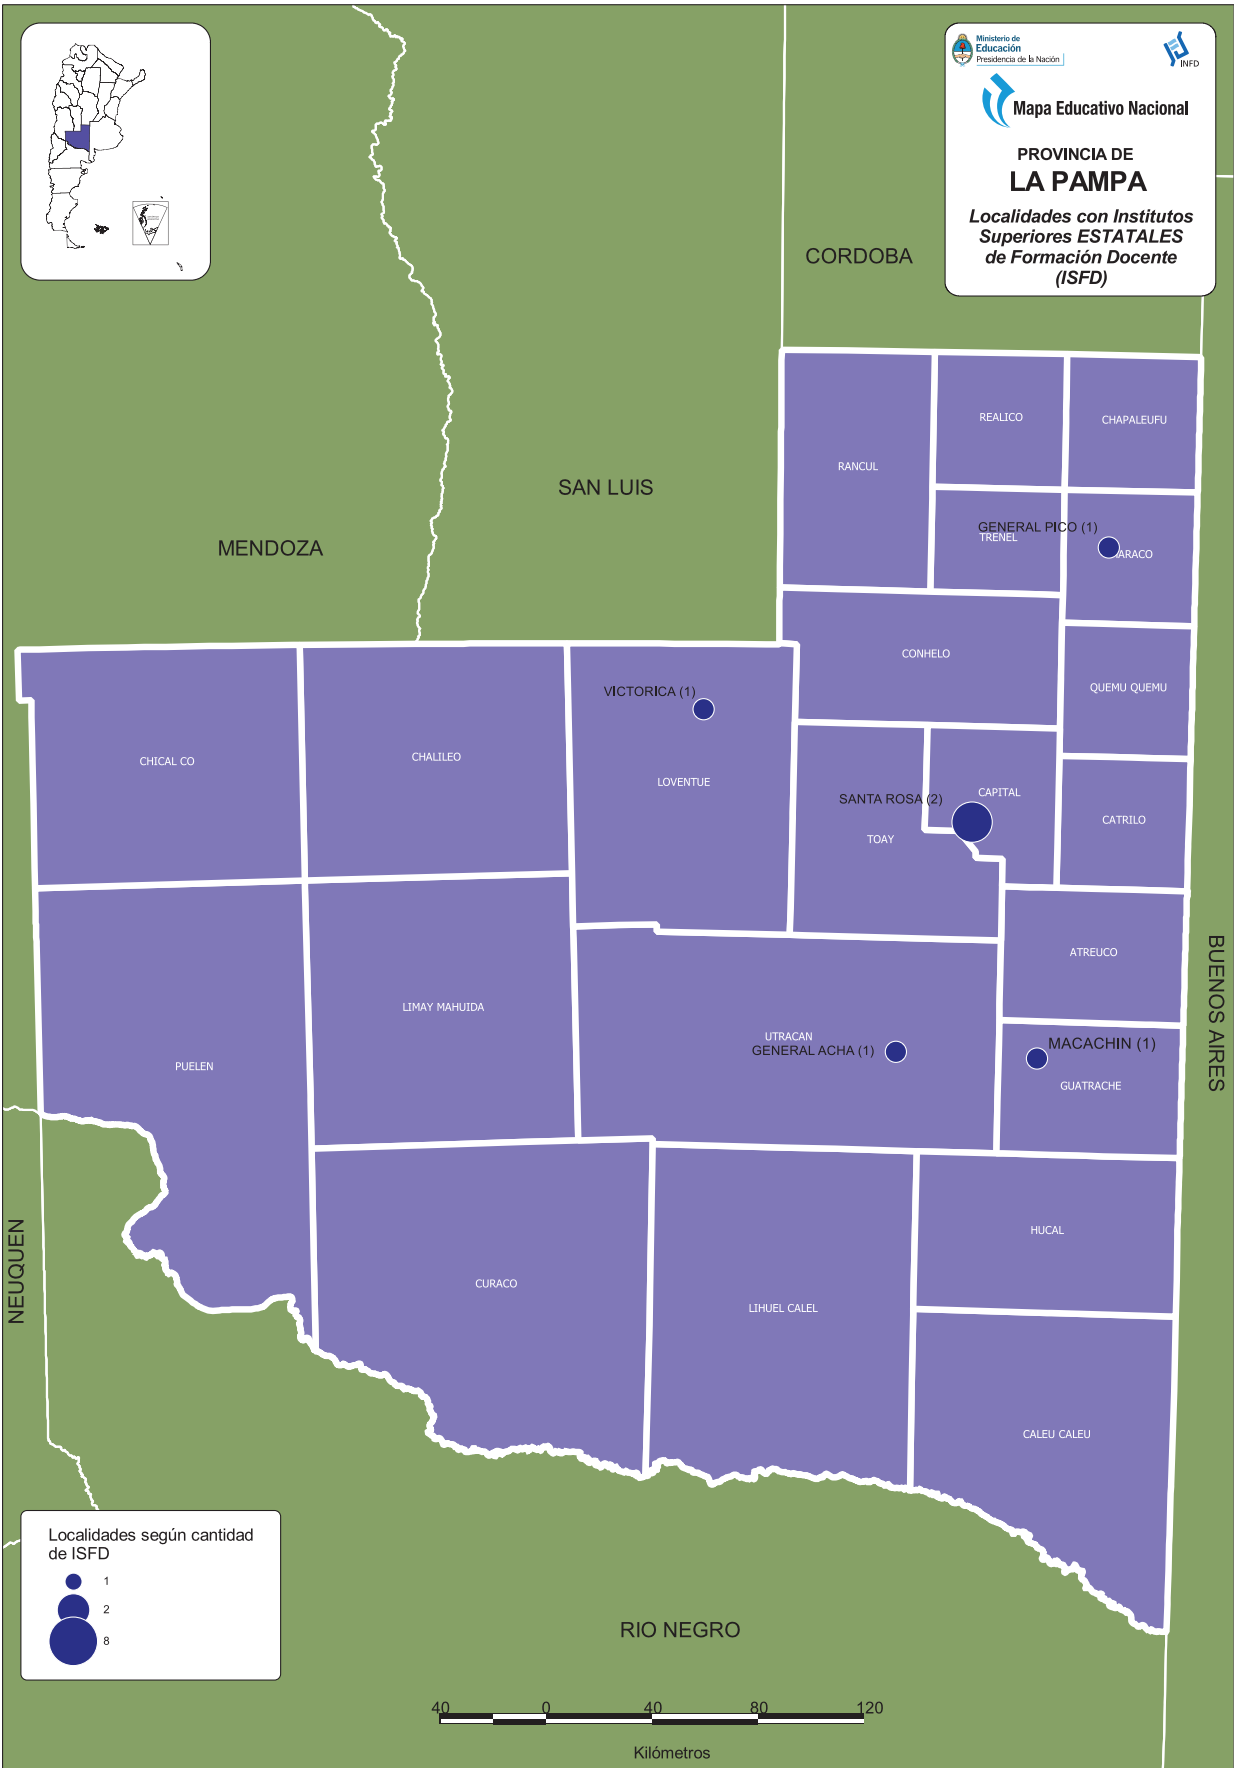 Ministerio de
Educación
Presidencia de la Nación
INFD
Mapa Educativo Nacional
PROVINCIA DE
LA PAMPA
Localidades con Institutos
Superiores ESTATALES
de Formación Docente
(ISFD)
CORDOBA
SAN LUIS
MENDOZA
REALICO
CHAPALEUFU
RANCUL
GENERAL PICO (1)
TRENEL
ARACO
CONHELO
QUEMU QUEMU
VICTORICA (1)
CHICAL CO
CHALILEO
LOVENTUE
SANTA ROSA (2)
CAPITAL
TOAY
CATRILO
ATREUCO
BUENOS AIRES
LIMAY MAHUIDA
UTRACAN
GENERAL ACHA (1)
MACACHIN (1)
PUELEN
GUATRACHE
HUCAL
NEUQUEN
CURACO
LIHUEL CALEL
CALEU CALEU
Localidades según cantidad
de ISFD
1
2
8
RIO NEGRO
40 0 40 80 120
Kilómetros